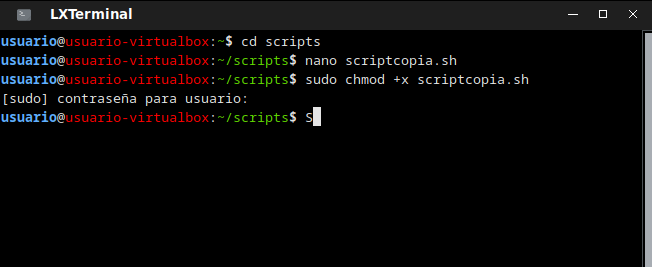 LXTerminal
usuario@usuario-virtualbox:~$ cd scripts
usuario@usuario-virtualbox:~/scripts$ nano scriptcopia.sh
usuario@usuario-virtualbox:~/scripts$ sudo chmod +x scriptcopia.sh
[sudo] contraseña para usuario:
usuario@usuario-virtualbox:~/scripts$ S